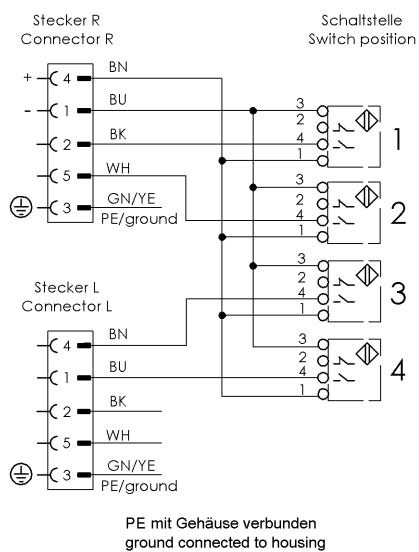 Stecker R
Connector R
Schaltstelle
Switch position
+ 4 BN
- 1 BU
2 BK
5 WH
3 GN/YE
PE/ground
3
2
4
1
1
3
2
4
1
2
3
2
4
1
3
3
2
4
1
4
Stecker L
Connector L
4 BN
1 BU
2 BK
5 WH
3 GN/YE
PE/ground
PE mit Gehäuse verbunden
ground connected to housing